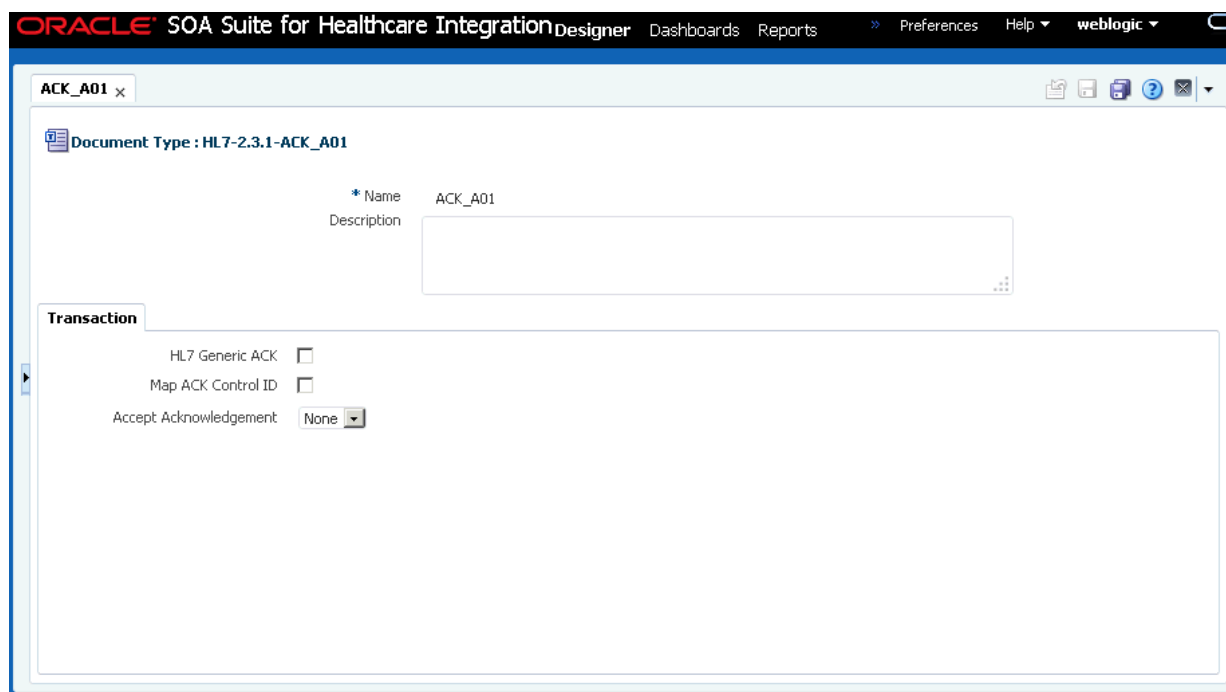 ORACLE SOA Suite for Healthcare Integration Designer Dashboards Reports » Preferences Help weblogic
ACK_A01 x
Document Type : HL7-2.3.1-ACK_A01
* Name ACK_A01
Description
Transaction
HL7 Generic ACK
Map ACK Control ID
Accept Acknowledgement None